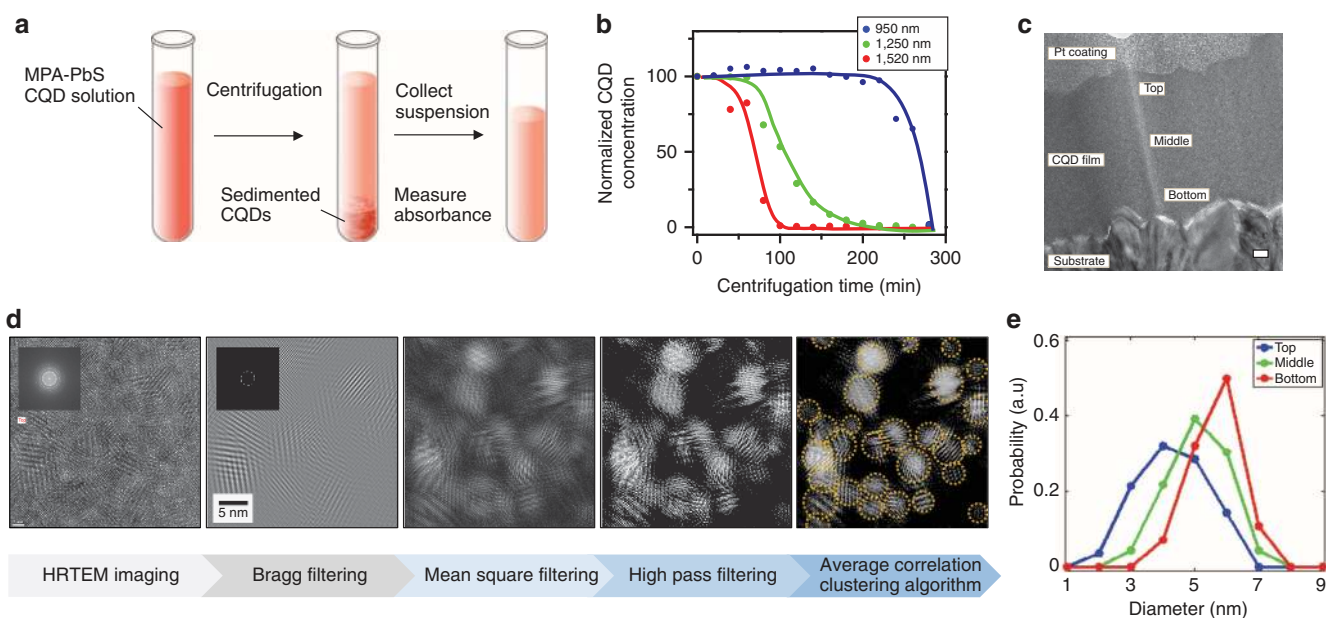 a
MPA-PbS
CQD solution
Centrifugation
Sedimented
CQDs
Collect
suspension
Measure
absorbance
b
Normalized CQD
concentration
100
50
0
0
100
200
300
Centrifugation time (min)
950 nm
1,250 nm
1,520 nm
c
Pt coating
Top
Middle
CQD film
Bottom
Substrate
d
5 nm
HRTEM imaging
Bragg filtering
Mean square filtering
High pass filtering
Average correlation
clustering algorithm
e
Probability (a.u)
0.6
0.4
0.2
0
1
3
5
7
9
Diameter (nm)
Top
Middle
Bottom